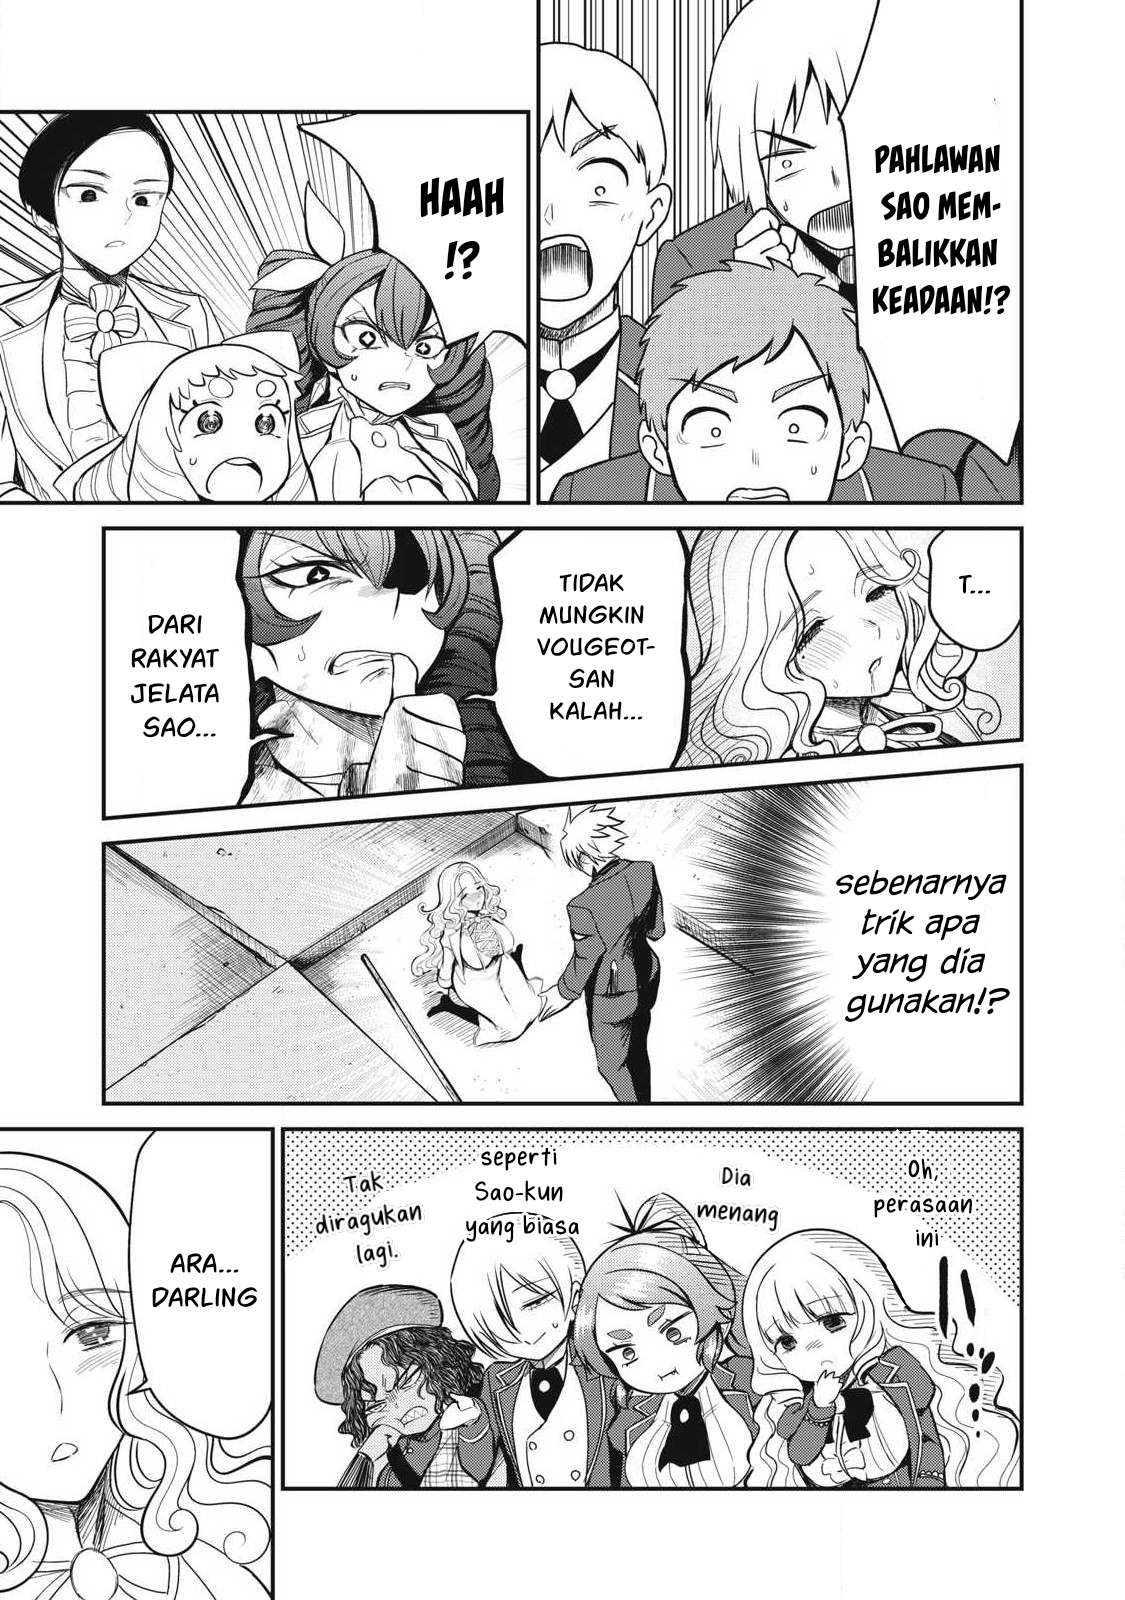 PAHLAWAN
SAO MEM-
BALIKKAN
KEADAAN!?
HAAH
!?
T...
TIDAK
MUNGKIN
VOUGEOT-
SAN
KALAH...
DARI
RAKYAT
JELATA
SAO...
sebenarnya
trik apa
yang dia
gunakan!?
Oh,
perasaan
ini
Dia
menang
seperti
Sao-kun
yang biasa
Tak
diragukan
lagi.
ARA...
DARLING